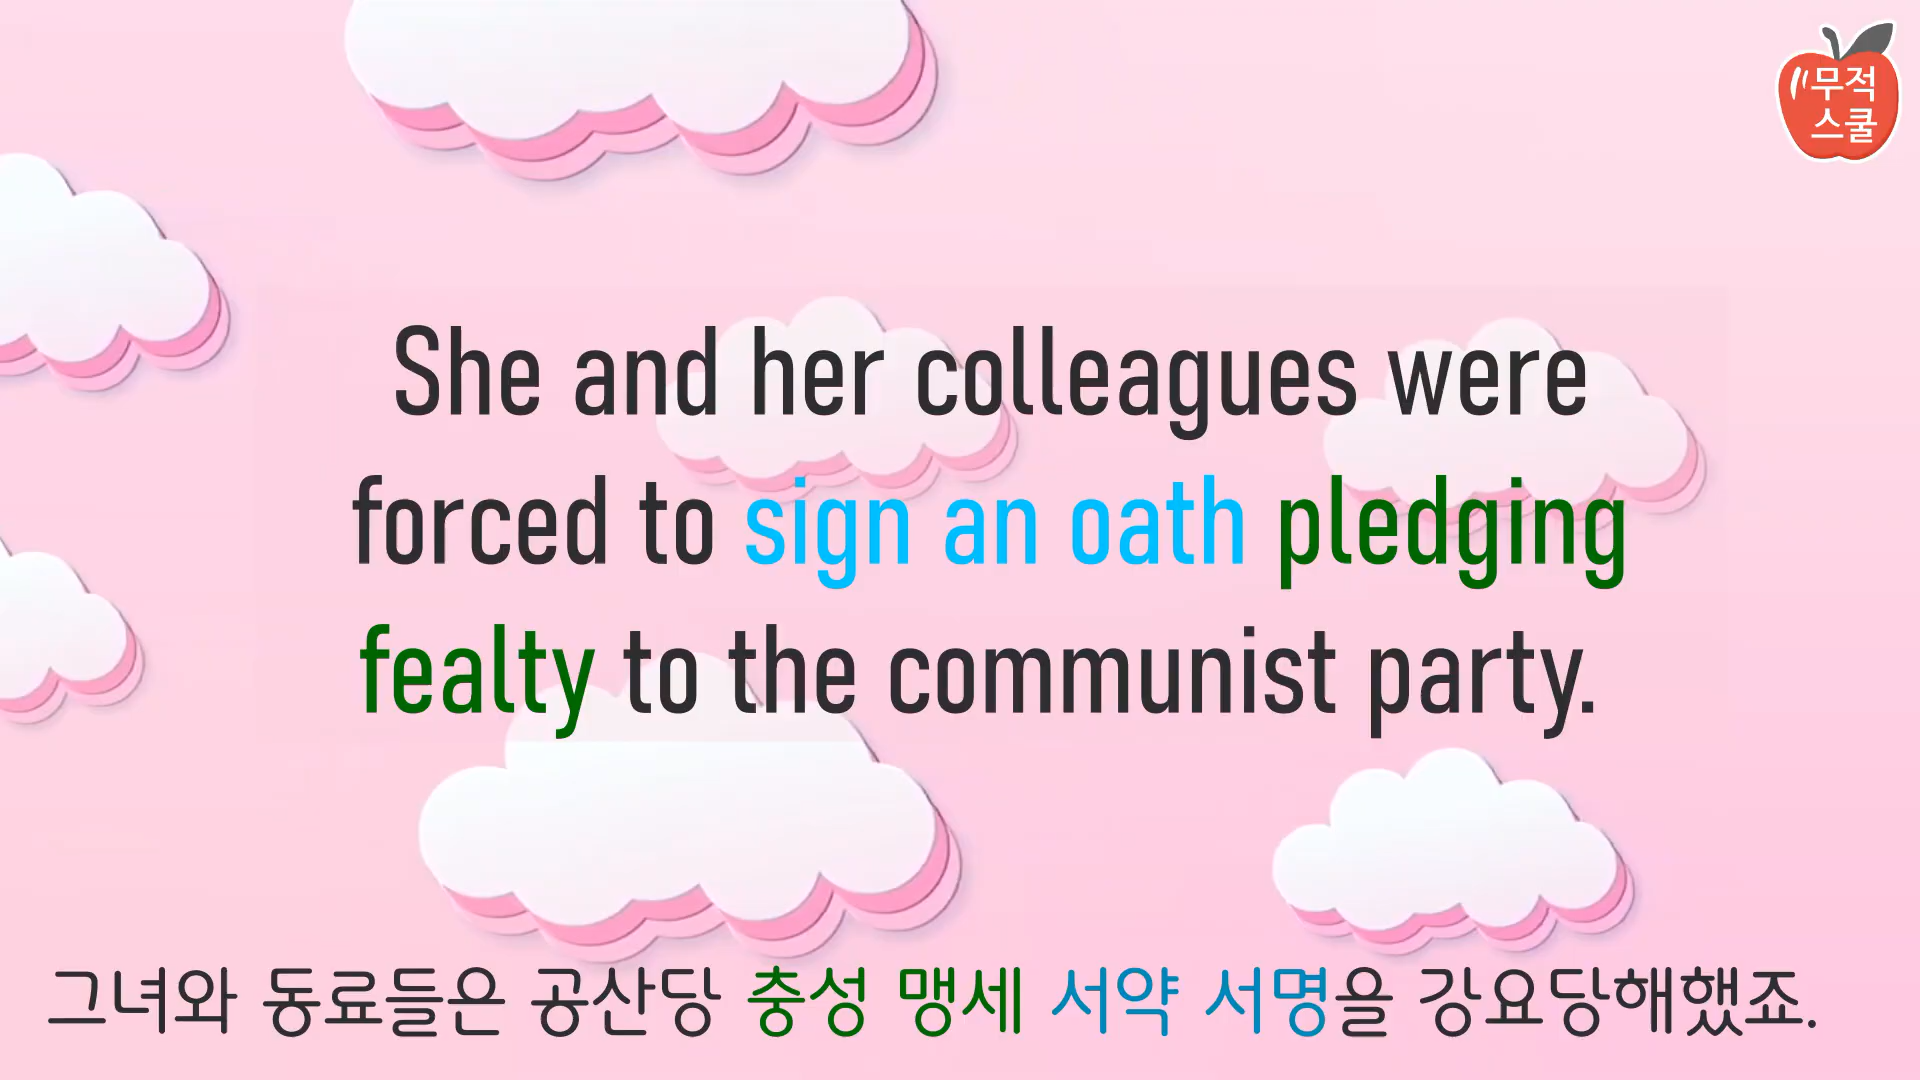 무적
스쿨
She and her colleagues were
forced to sign an oath pledging
fealty to the communist party.
그녀와 동료들은 공산당 충성 맹세 서약 서명을 강요당해했죠.